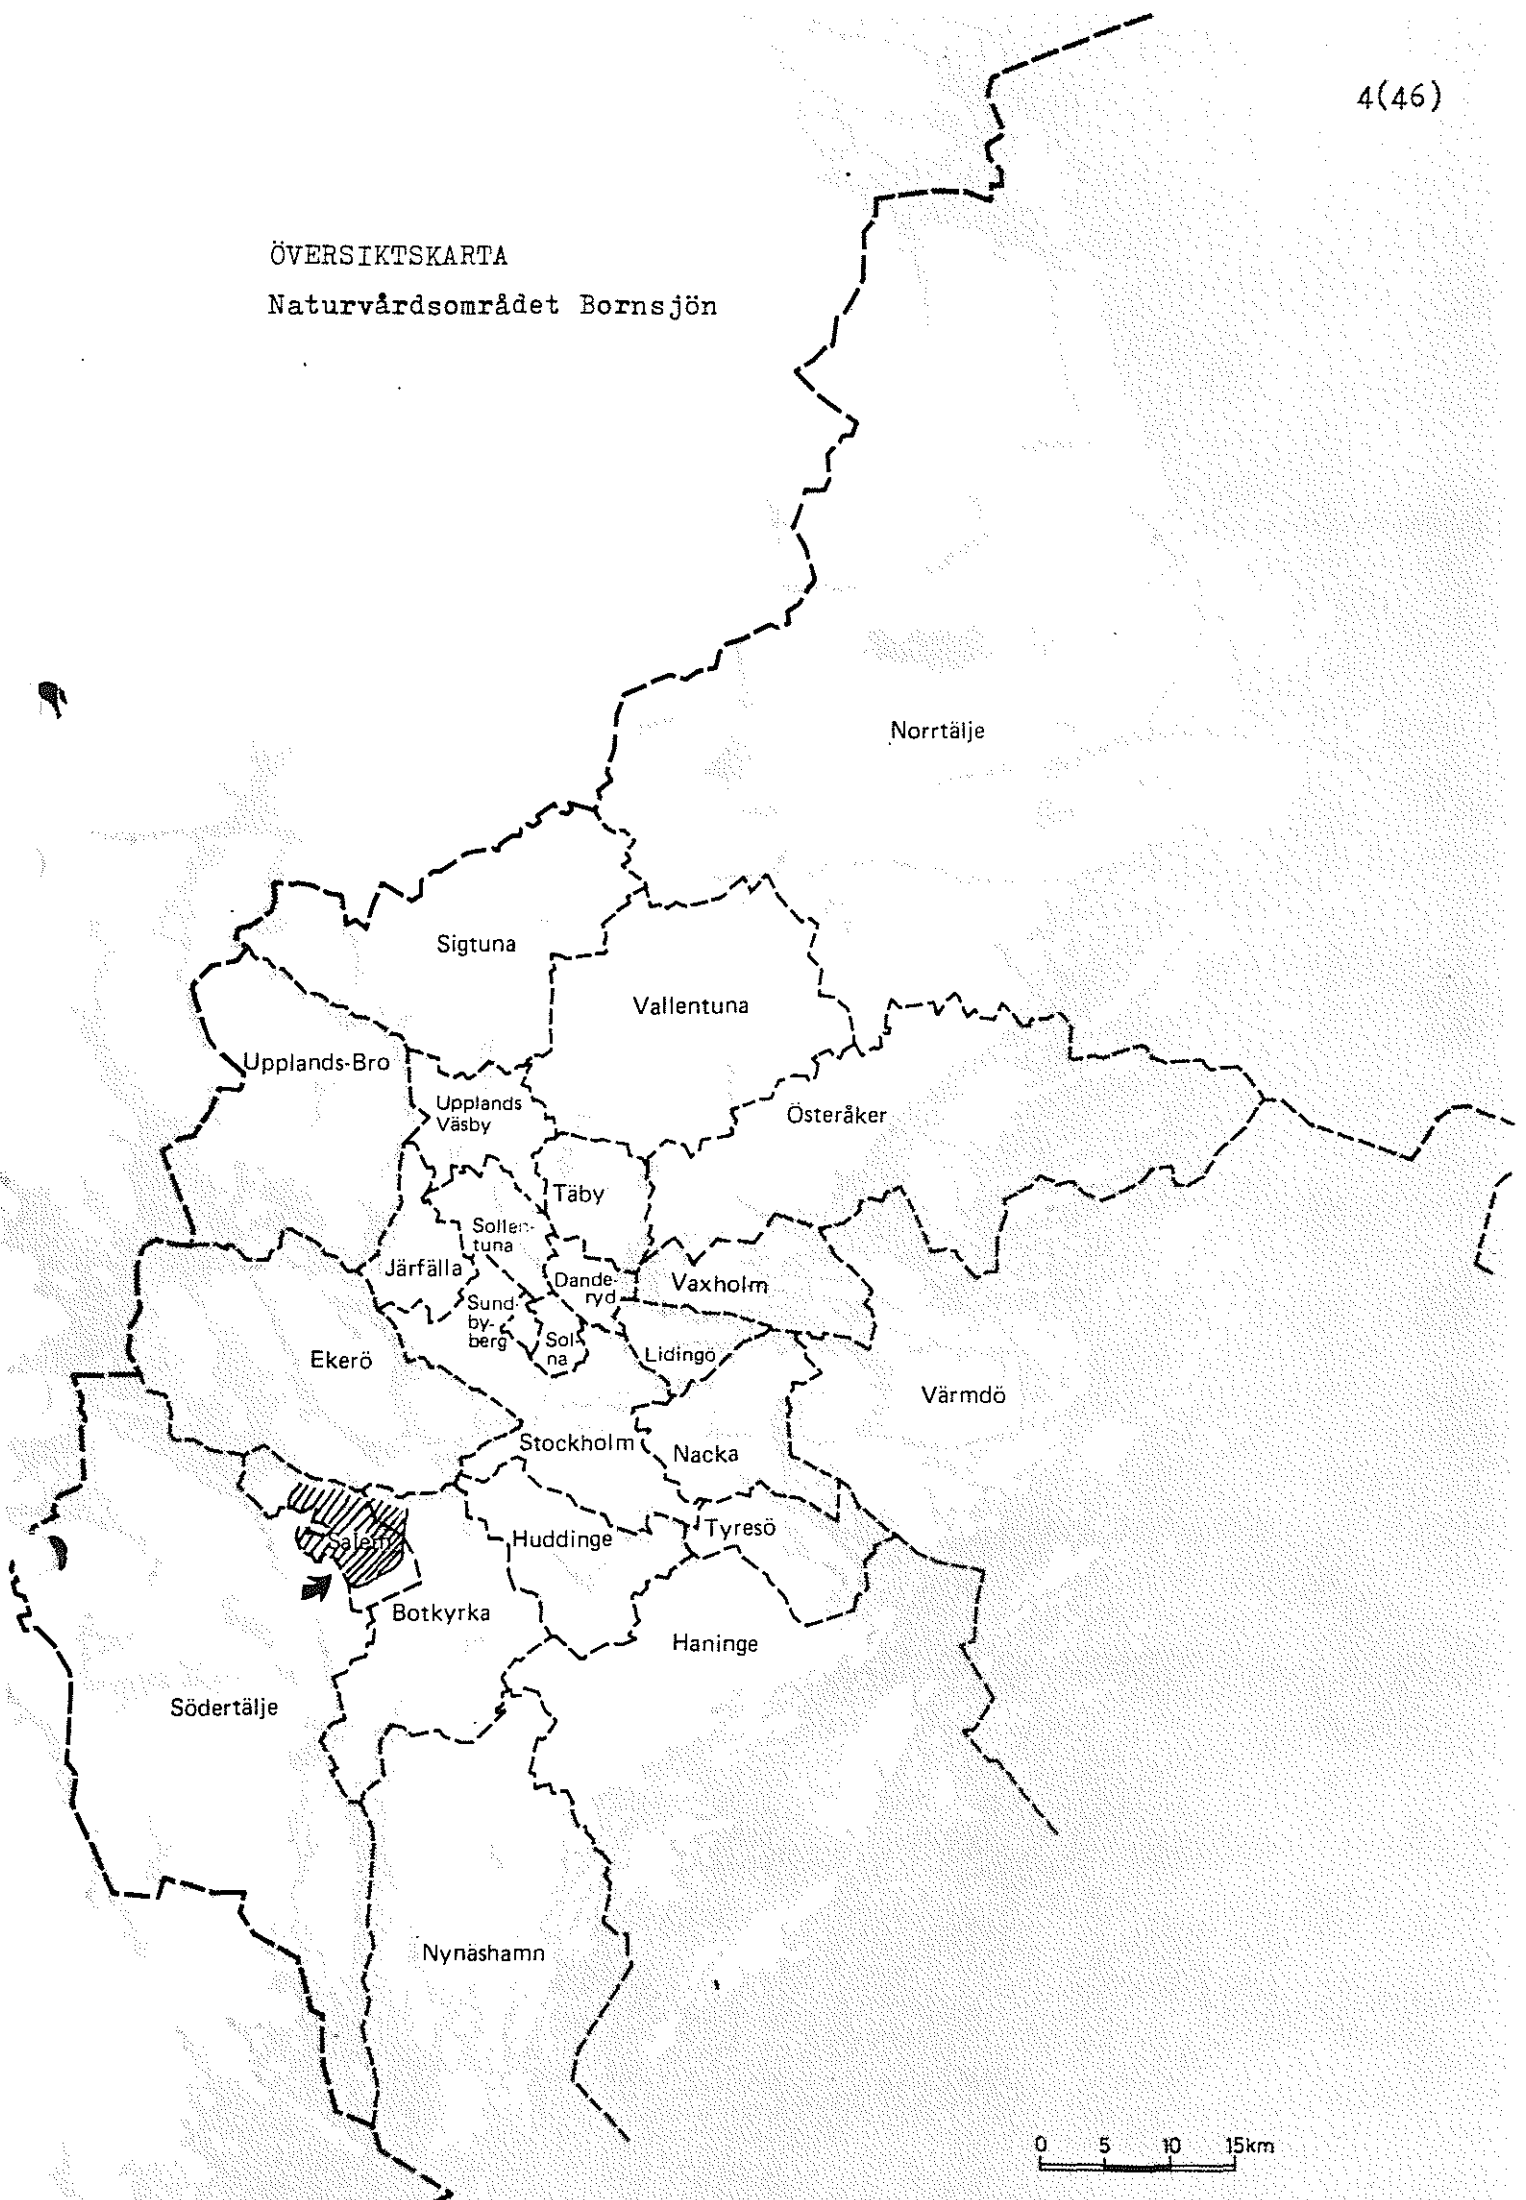 4(46)
ÖVERSIKTSKARTA
Naturvårdsområdet Bornsjön
Norrtälje
Sigtuna
Vallentuna
Upplands-Bro
Upplands
Väsby
Österåker
Täby
Sollen-
tuna
Järfälla
Dande-
ryd
Vaxholm
Sund-
by-
berg
Sol-
na
Lidingö
Ekerö
Värmdö
Stockholm
Nacka
Tyresö
Huddinge
Salem
Botkyrka
Haninge
Södertälje
Nynäshamn
0 5 10 15km